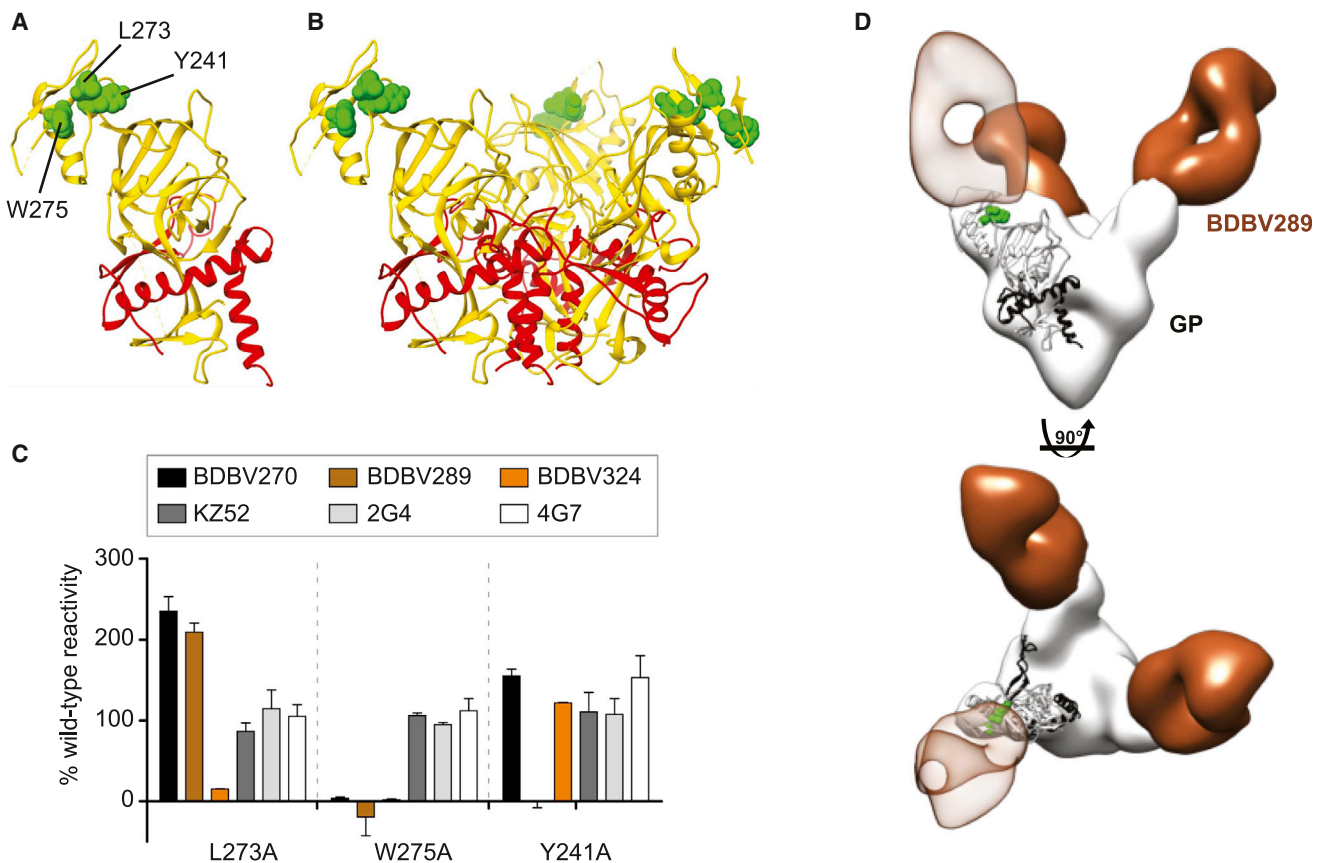 A
L273
Y241
W275
B
C
BDBV270 BDBV289 BDBV324
KZ52 2G4 4G7
% wild-type reactivity
300
200
100
0
L273A W275A Y241A
D
BDBV289
GP
90°